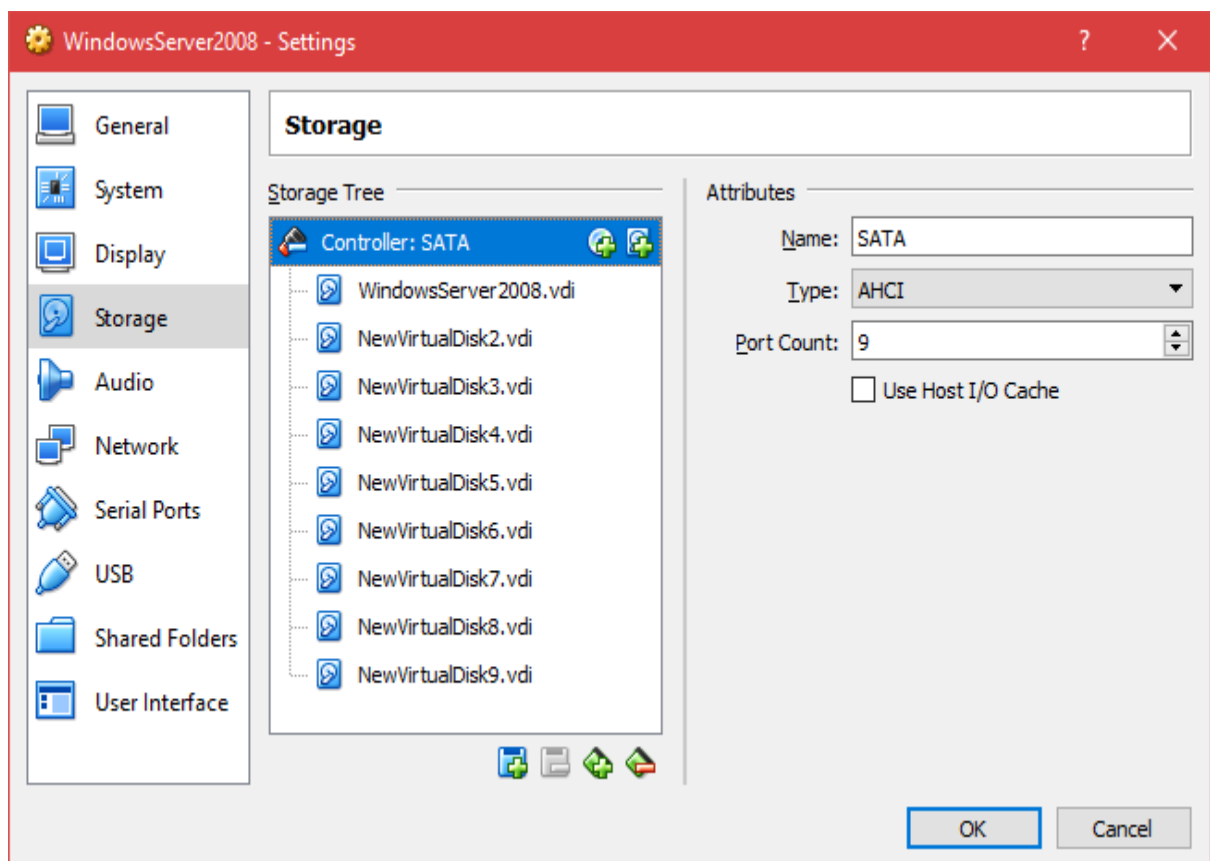 WindowsServer2008 - Settings
?
General
System
Display
Storage
Audio
Network
Serial Ports
USB
Shared Folders
User Interface
Storage
Storage Tree
Controller: SATA
WindowsServer2008.vdi
NewVirtualDisk2.vdi
NewVirtualDisk3.vdi
NewVirtualDisk4.vdi
NewVirtualDisk5.vdi
NewVirtualDisk6.vdi
NewVirtualDisk7.vdi
NewVirtualDisk8.vdi
NewVirtualDisk9.vdi
Attributes
Name: SATA
Type: AHCI
Port Count: 9
Use Host I/O Cache
OK
Cancel